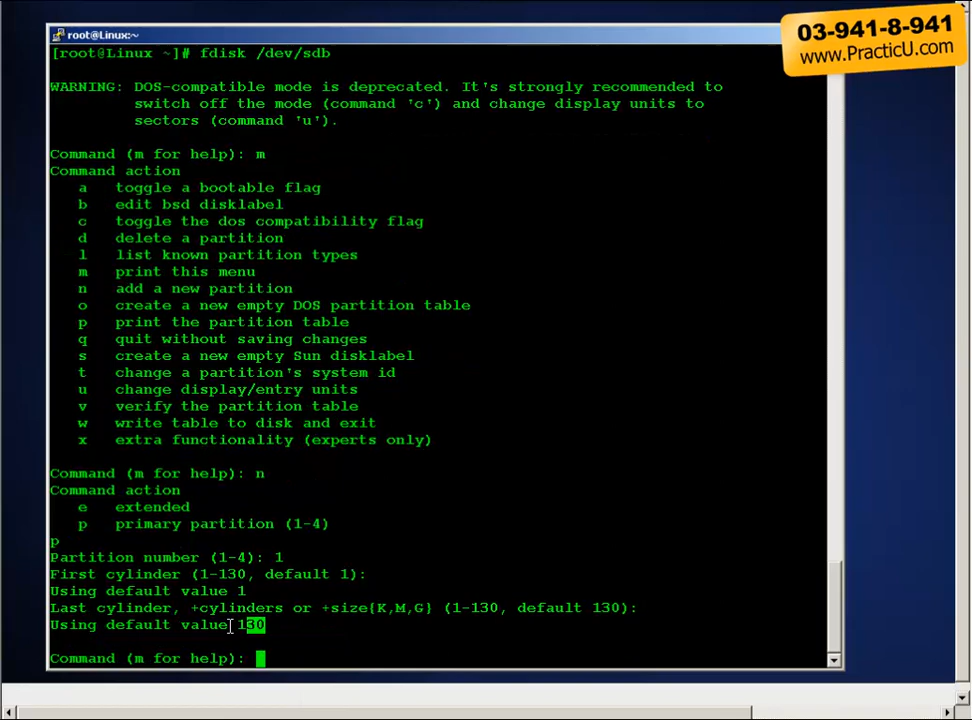 root@Linux:~
03-941-8-941
www.PracticU.com
[root@Linux ~]# fdisk /dev/sdb
WARNING: DOS-compatible mode is deprecated. It's strongly recommended to
switch off the mode (command 'c') and change display units to
sectors (command 'u').
Command (m for help): m
Command action
a   toggle a bootable flag
b   edit bsd disklabel
c   toggle the dos compatibility flag
d   delete a partition
l   list known partition types
m   print this menu
n   add a new partition
o   create a new empty DOS partition table
p   print the partition table
q   quit without saving changes
s   create a new empty Sun disklabel
t   change a partition's system id
u   change display/entry units
v   verify the partition table
w   write table to disk and exit
x   extra functionality (experts only)
Command (m for help): n
Command action
e   extended
p   primary partition (1-4)
p
Partition number (1-4): 1
First cylinder (1-130, default 1):
Using default value 1
Last cylinder, +cylinders or +size{K,M,G} (1-130, default 130):
Using default value 130
Command (m for help):